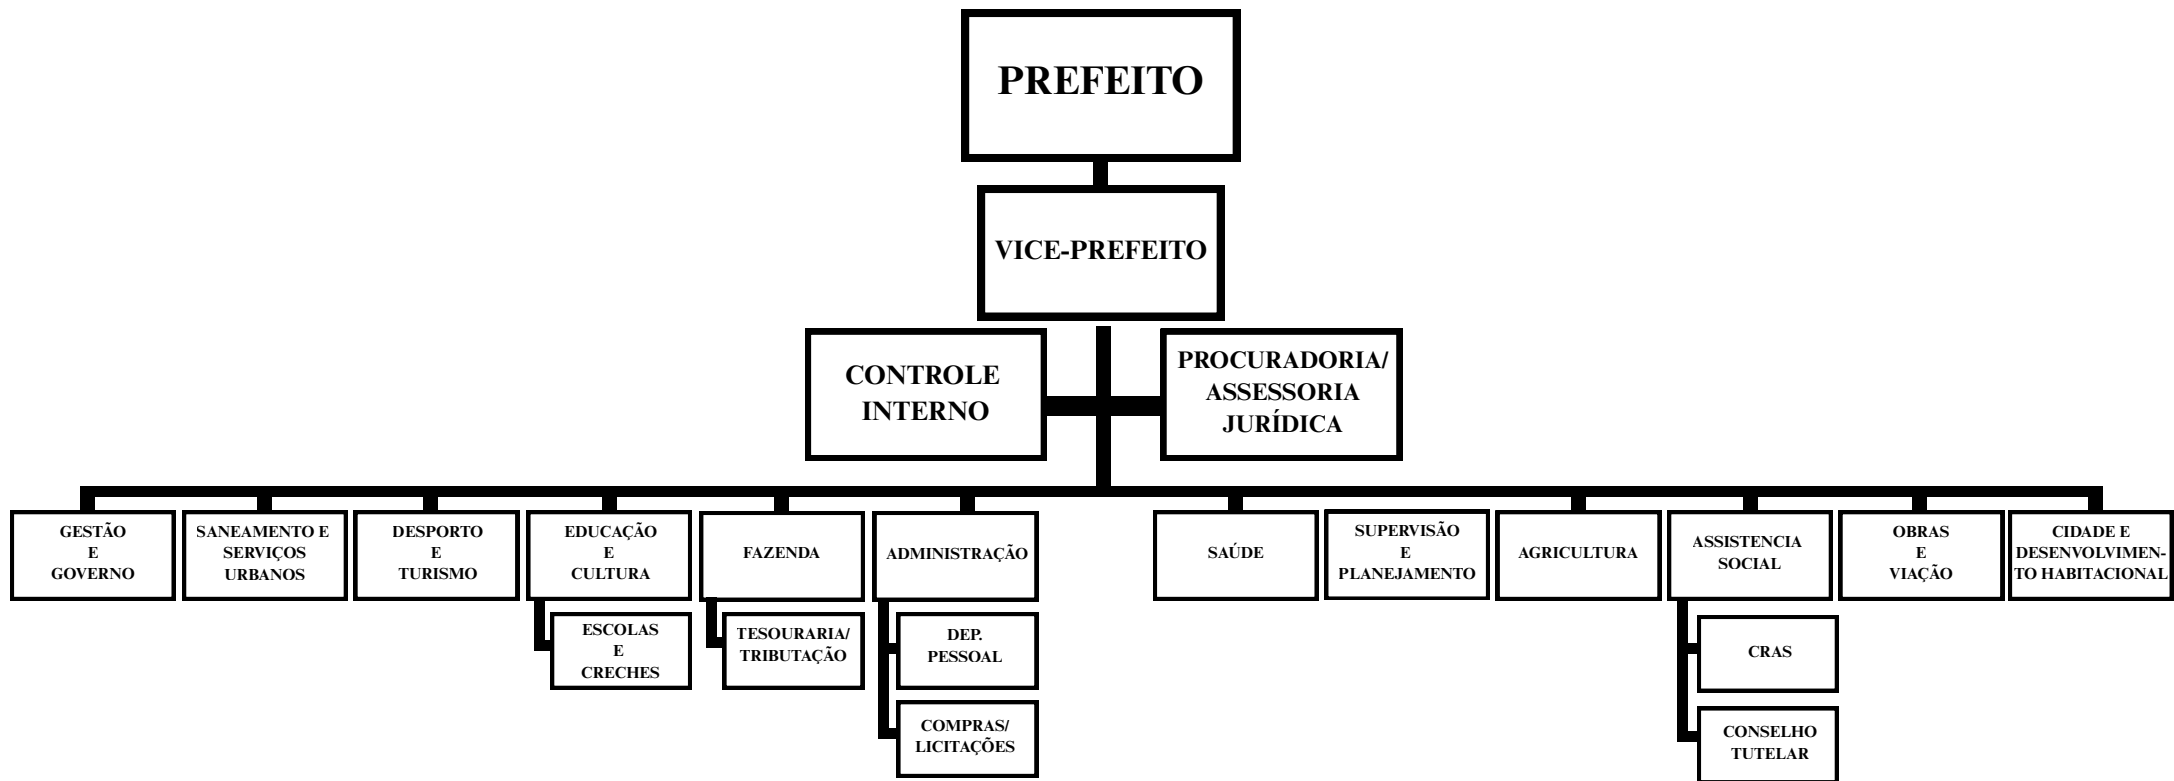 PREFEITO
VICE-PREFEITO
CONTROLE
INTERNO
PROCURADORIA/
ASSESSORIA
JURÍDICA
GESTÃO
E
GOVERNO
SANEAMENTO E
SERVIÇOS
URBANOS
DESPORTO
E
TURISMO
EDUCAÇÃO
E
CULTURA
FAZENDA
ADMINISTRAÇÃO
SAÚDE
SUPERVISÃO
E
PLANEJAMENTO
AGRICULTURA
ASSISTENCIA
SOCIAL
OBRAS
E
VIAÇÃO
CIDADE E
DESENVOLVIMEN-
TO HABITACIONAL
ESCOLAS
E
CRECHES
TESOURARIA/
TRIBUTAÇÃO
DEP.
PESSOAL
COMPRAS/
LICITAÇÕES
CRAS
CONSELHO
TUTELAR